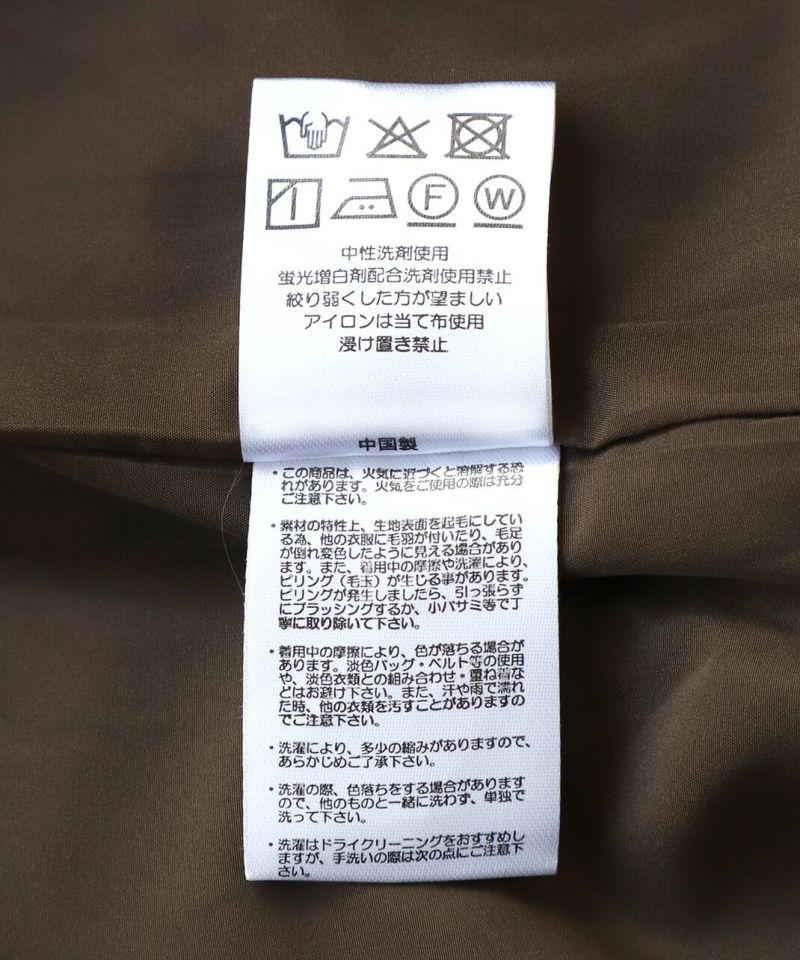 F W
中性洗剤使用
蛍光増白剤配合洗剤使用禁止
絞り弱くした方が望ましい
アイロンは当て布使用
浸け置き禁止
中国製
・この商品は、火気に近づくと溶解する恐
れがあります。火気をご使用の際は充分
ご注意下さい。
・素材の特性上、生地表面を起毛にしてい
る為、他の衣服に毛羽が付いたり、毛足
が倒れ変色したように見える場合があり
ます。また、着用中の摩擦や洗濯により、
ピリング（毛玉）が生じる事があります。
ピリングが発生しましたら、引っ張らず
にブラッシングするか、小バサミ等で丁
寧に取り除いて下さい。
・着用中の摩擦により、色が落ちる場合が
あります。淡色バッグ・ベルト等の使用
や、淡色衣類との組み合わせ・重ね着な
どはお避け下さい。また、汗や雨で濡れ
た時、他の衣類を汚すことがありますの
でご注意下さい。
・洗濯により、多少の縮みがありますので、
あらかじめご了承下さい。
・洗濯の際、色落ちをする場合があります
ので、他のものと一緒に洗わず、単独で
洗って下さい。
・洗濯はドライクリーニングをおすすめし
ますが、手洗いの際は次の点にご注意下
さい。